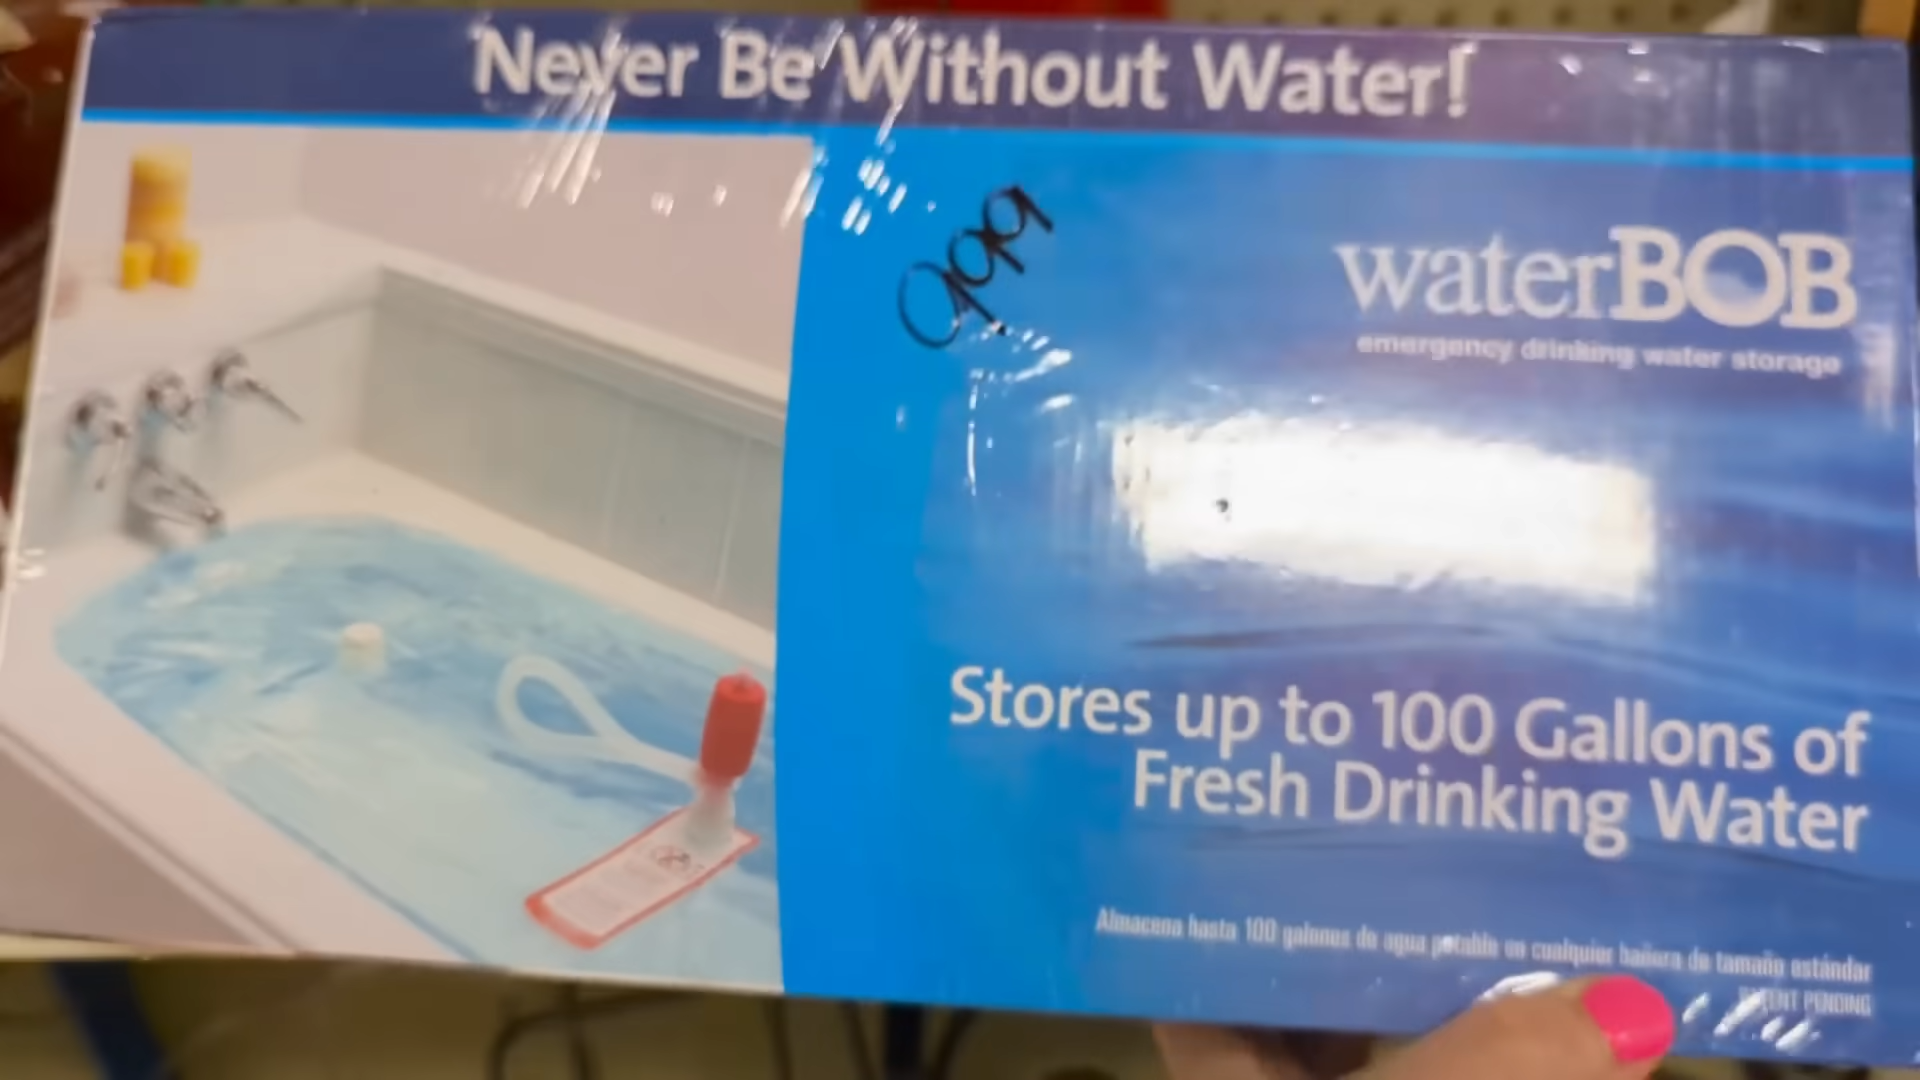 Never Be Without Water!
999
waterBOB
emergency drinking water storage
Stores up to 100 Gallons of
Fresh Drinking Water
Almacena hasta 100 galones de agua potable en cualquier bañera de tamaño estándar
PATENT PENDING